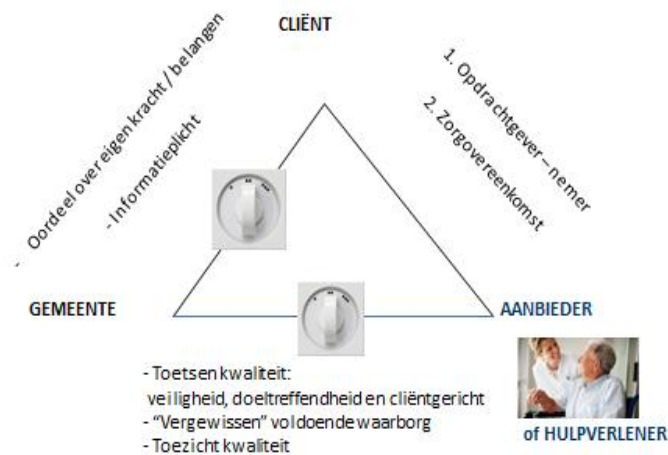 CLIËNT
- Oordeel over eigen kracht / belangen
- Informatieplicht
1. Opdrachtgever – nemer
2. Zorgovereenkomst
GEMEENTE
AANBIEDER
- Toetsen kwaliteit:
veiligheid, doeltreffendheid en cliëntgericht
- “Vergewissen” voldoende waarborg
- Toezicht kwaliteit
of HULPVERLENER